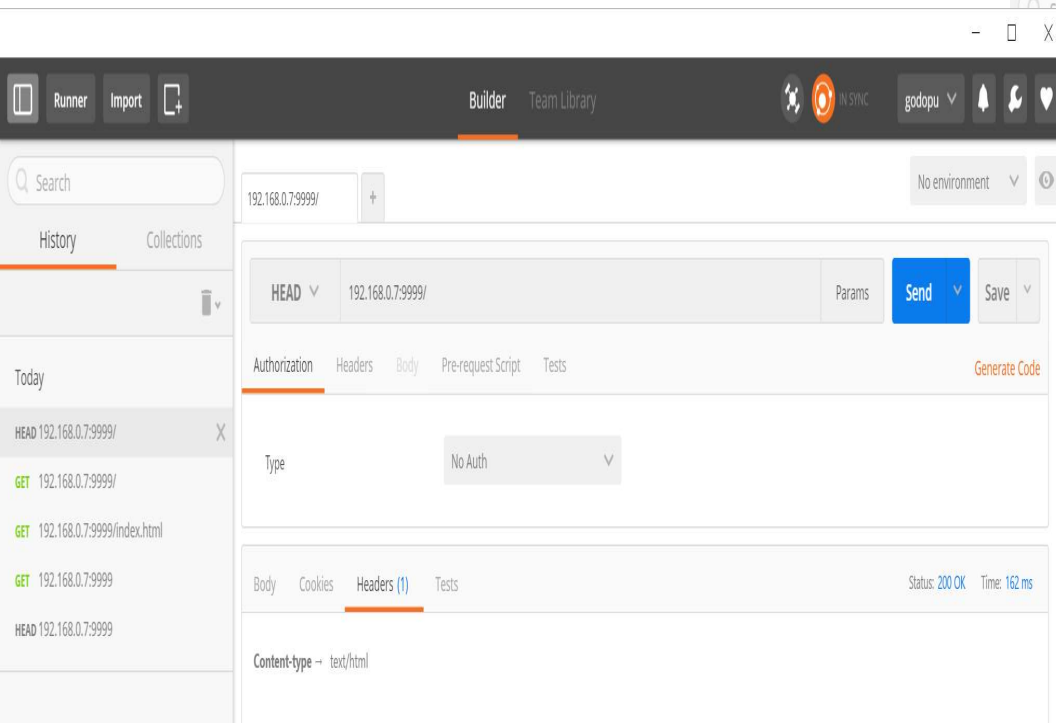 Runner Import Builder Team Library IN SYNC godopu
Search
History Collections
Today
HEAD 192.168.0.7:9999/
GET 192.168.0.7:9999/
GET 192.168.0.7:9999/index.html
GET 192.168.0.7:9999
HEAD 192.168.0.7:9999
192.168.0.7:9999/ +
No environment
HEAD 192.168.0.7:9999/ Params Send Save
Authorization Headers Body Pre-request Script Tests Generate Code
Type No Auth
Body Cookies Headers (1) Tests Status: 200 OK Time: 162 ms
Content-type → text/html